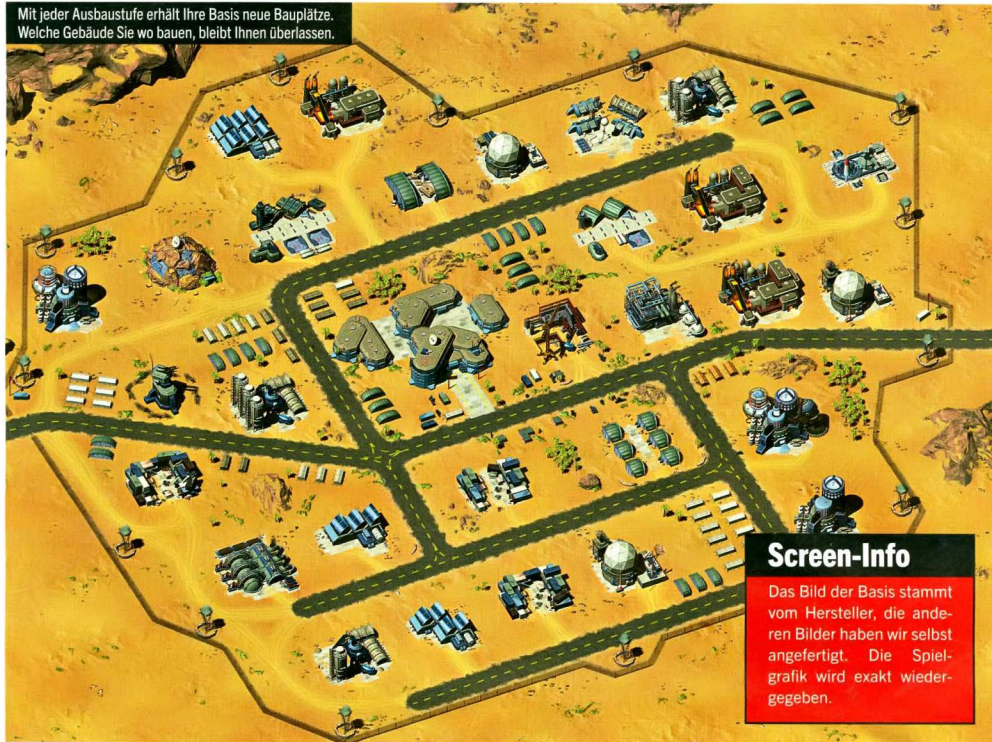 Mit jeder Ausbaustufe erhält Ihre Basis neue Bauplätze.
Welche Gebäude Sie wo bauen, bleibt Ihnen überlassen.
Screen-Info
Das Bild der Basis stammt
vom Hersteller, die ande-
ren Bilder haben wir selbst
angefertigt. Die Spiel-
grafik wird exakt wieder-
gegeben.